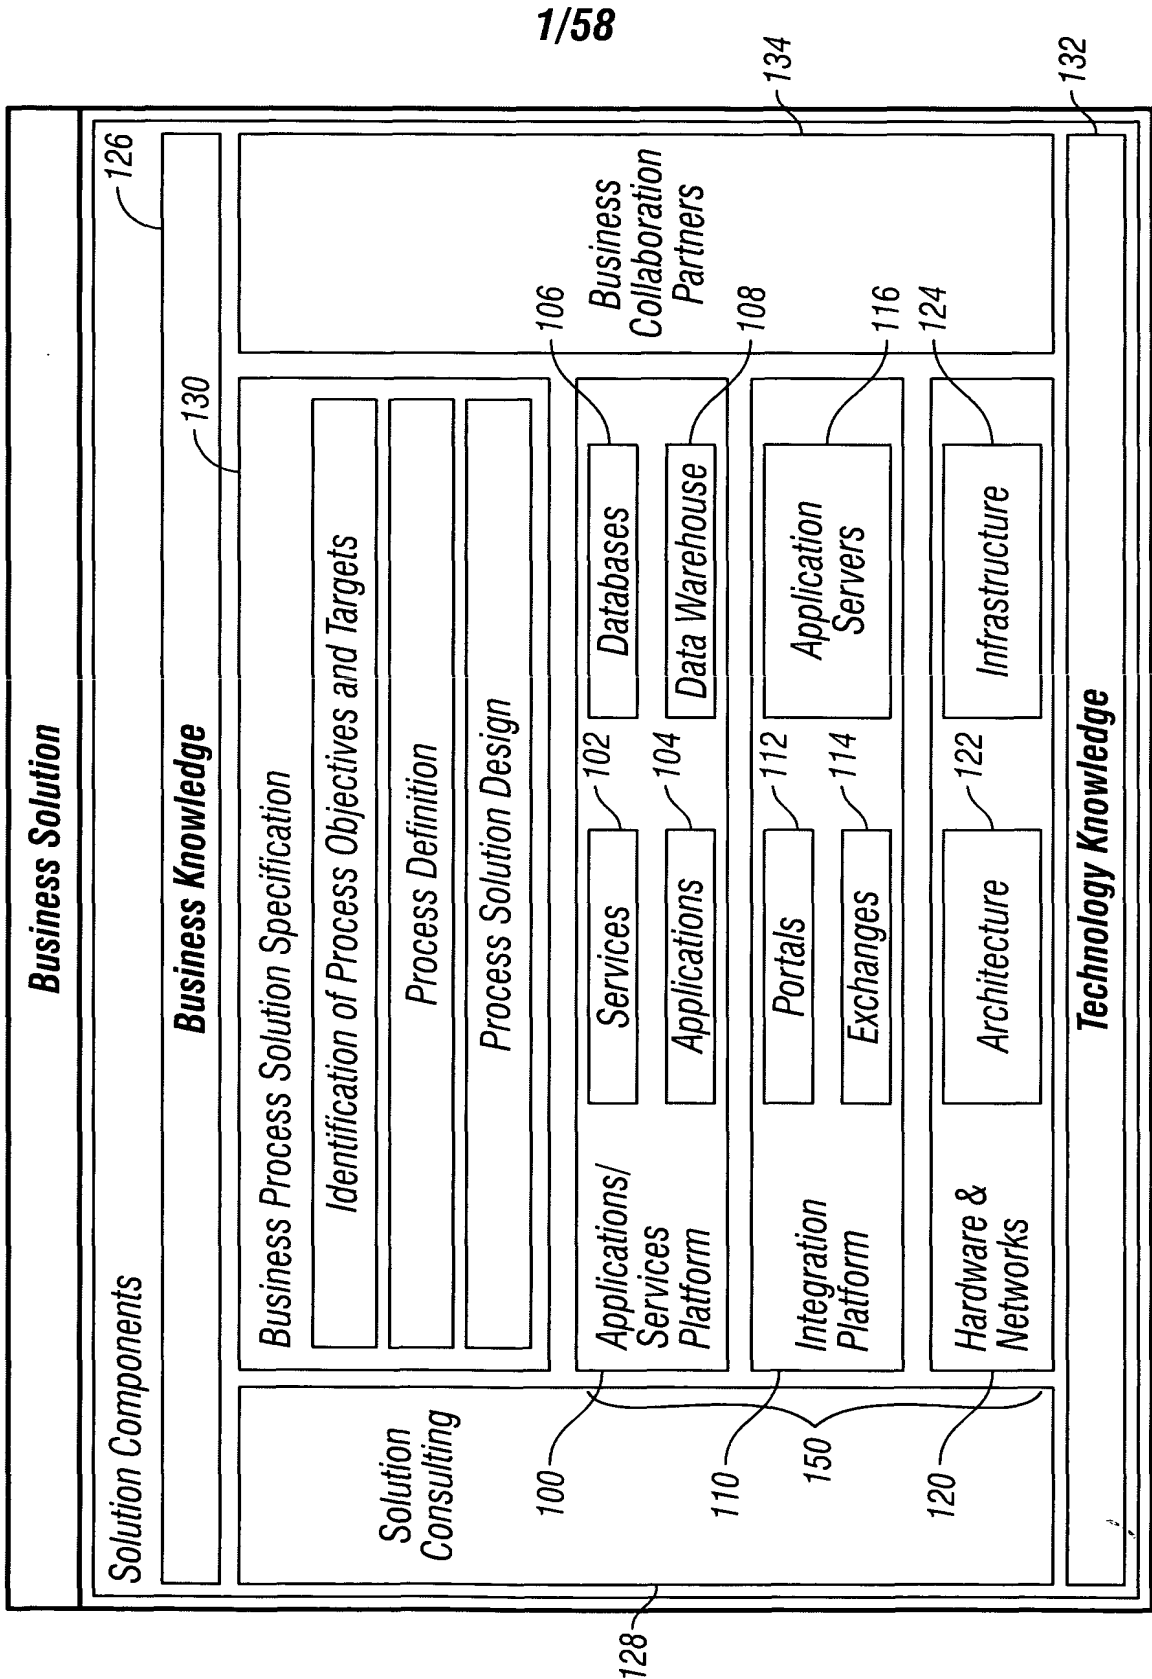 1/58
Business Solution
Solution Components
126
Business Knowledge
130
Business Process Solution Specification
Identification of Process Objectives and Targets
Process Definition
Process Solution Design
Solution
Consulting
128
Business
Collaboration
Partners
134
Applications/
Services
Platform
100
Services
102
Applications
104
Databases
106
Data Warehouse
108
Integration
Platform
110
Portals
112
Exchanges
114
Application
Servers
116
150
Hardware &
Networks
120
Architecture
122
Infrastructure
124
Technology Knowledge
132